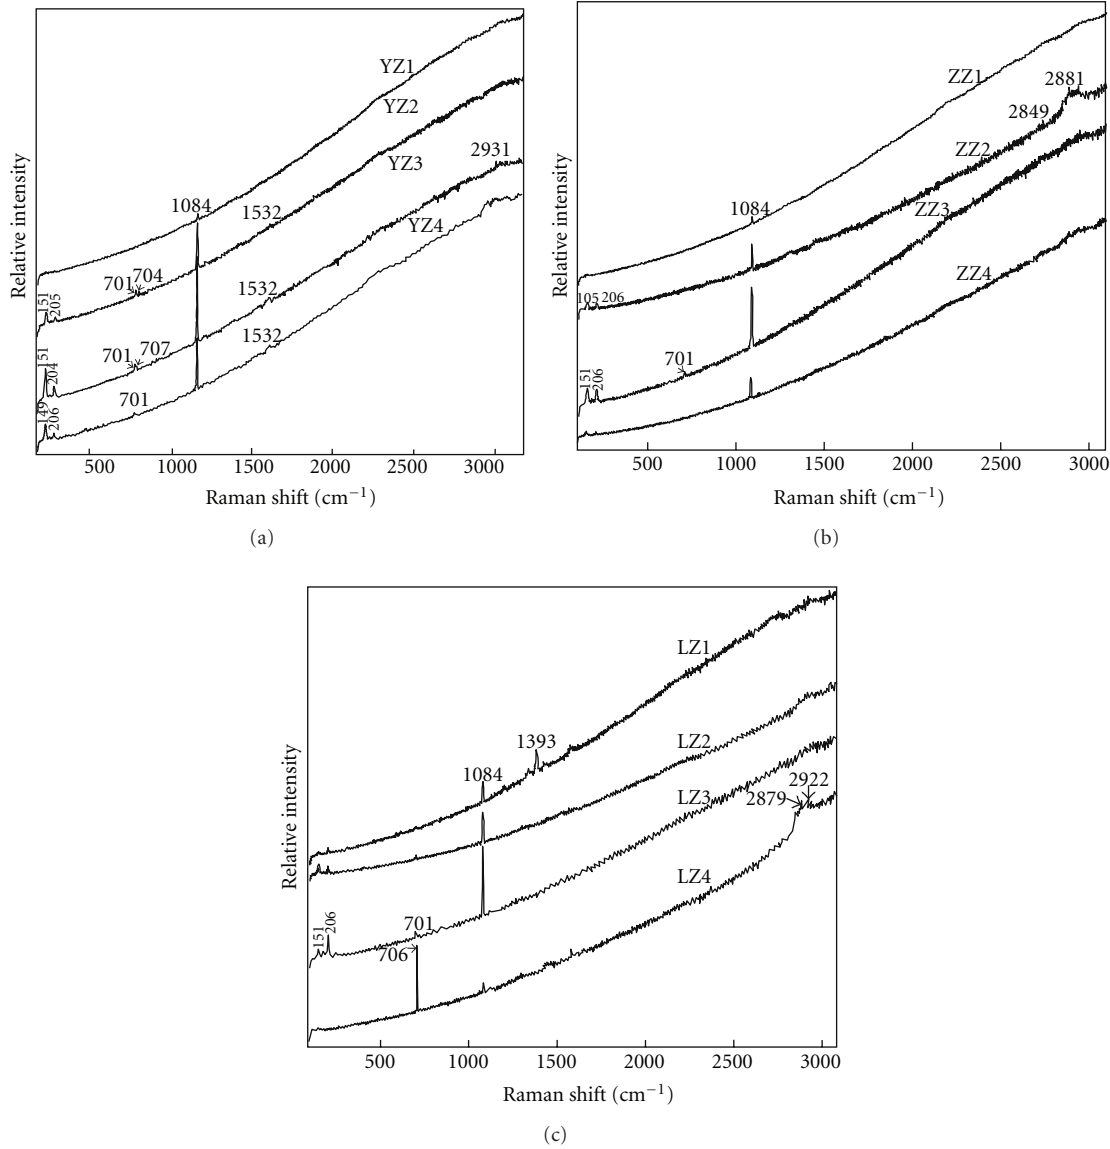 Relative intensity
YZ1
YZ2
YZ3
2931
1084
1532
YZ4
701
704
151
205
1532
701
707
151
204
1532
701
149
206
500
1000
1500
2000
2500
3000
Raman shift (cm−1)
(a)
Relative intensity
ZZ1
2881
2849
ZZ2
1084
ZZ3
ZZ4
105
206
701
151
206
500
1000
1500
2000
2500
3000
Raman shift (cm−1)
(b)
Relative intensity
LZ1
1393
LZ2
1084
2922
2879
LZ3
LZ4
151
206
701
706
500
1000
1500
2000
2500
3000
Raman shift (cm−1)
(c)